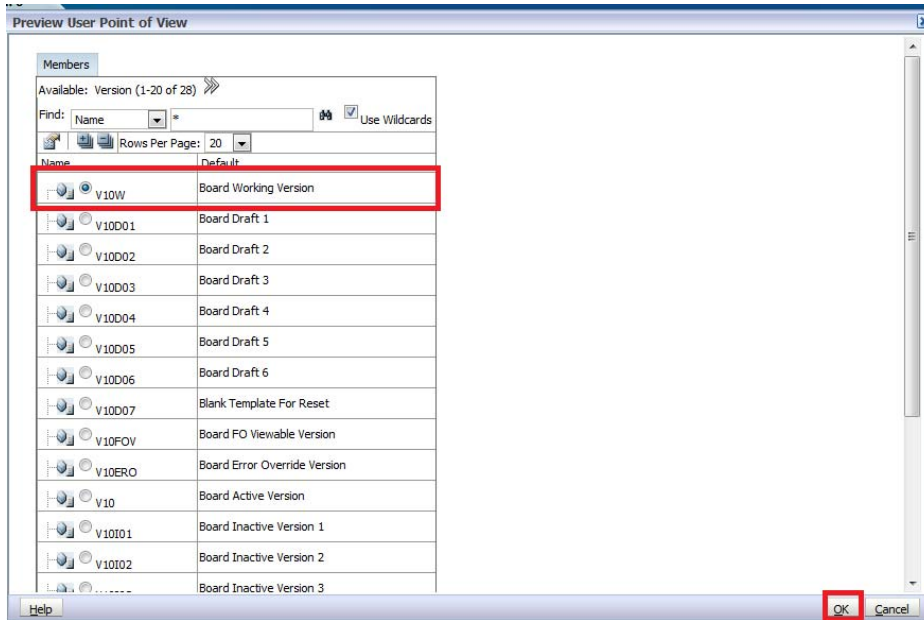 Preview User Point of View
Members
Available: Version (1-20 of 28)
Find: Name * Use Wildcards
Rows Per Page: 20
Name Default
V10W Board Working Version
V10D01 Board Draft 1
V10D02 Board Draft 2
V10D03 Board Draft 3
V10D04 Board Draft 4
V10D05 Board Draft 5
V10D06 Board Draft 6
V10D07 Blank Template For Reset
V10FOV Board FO Viewable Version
V10ERO Board Error Override Version
V10 Board Active Version
V10I01 Board Inactive Version 1
V10I02 Board Inactive Version 2
Board Inactive Version 3
Help OK Cancel